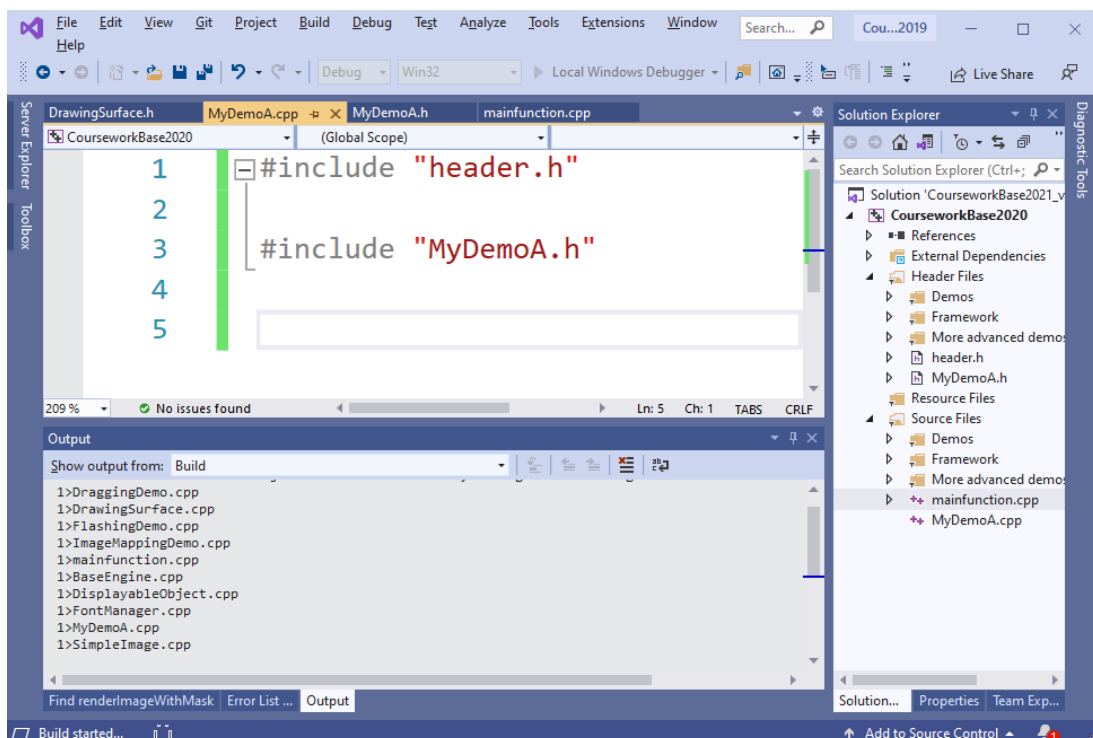 File Edit View Git Project Build Debug Test Analyze Tools Extensions Window Search... Cou...2019
Help
Debug Win32 Local Windows Debugger Live Share
Server Explorer
Toolbox
DrawingSurface.h MyDemoA.cpp MyDemoA.h mainfunction.cpp
CourseworkBase2020 (Global Scope)
1 #include "header.h"
2
3 #include "MyDemoA.h"
4
5
209 % No issues found Ln: 5 Ch: 1 TABS CRLF
Output
Show output from: Build
1>DraggingDemo.cpp
1>DrawingSurface.cpp
1>FlashingDemo.cpp
1>ImageMappingDemo.cpp
1>mainfunction.cpp
1>BaseEngine.cpp
1>DisplayableObject.cpp
1>FontManager.cpp
1>MyDemoA.cpp
1>SimpleImage.cpp
Find renderImageWithMask Error List ... Output
Solution Explorer
Search Solution Explorer (Ctrl+;
Solution 'CourseworkBase2021_v
CourseworkBase2020
References
External Dependencies
Header Files
Demos
Framework
More advanced demos
header.h
MyDemoA.h
Resource Files
Source Files
Demos
Framework
More advanced demos
mainfunction.cpp
MyDemoA.cpp
Solution... Properties Team Exp...
Diagnostic Tools
Build started... Add to Source Control 1